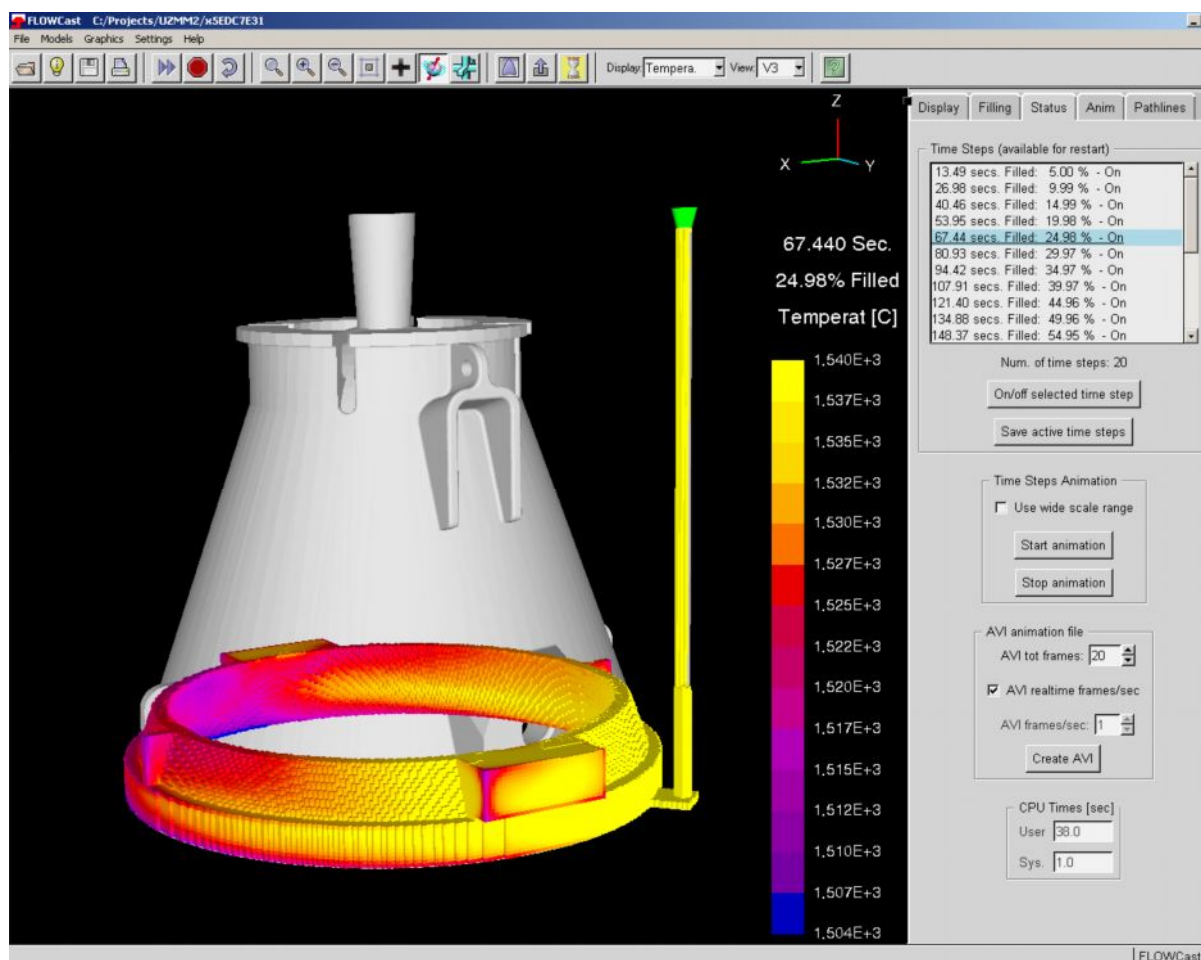 FLOWCast C:/Projects/UZMM2/x5EDC7E31
File Models Graphics Settings Help
Display: Tempera. View: V3
Display Filling Status Anim Pathlines
Z
X
Y
67.440 Sec.
24.98% Filled
Temperat [C]
1.540E+3
1.537E+3
1.535E+3
1.532E+3
1.530E+3
1.527E+3
1.525E+3
1.522E+3
1.520E+3
1.517E+3
1.515E+3
1.512E+3
1.510E+3
1.507E+3
1.504E+3
Time Steps (available for restart)
13.49 secs. Filled: 5.00 % - On
26.98 secs. Filled: 9.99 % - On
40.46 secs. Filled: 14.99 % - On
53.95 secs. Filled: 19.98 % - On
67.44 secs. Filled: 24.98 % - On
80.93 secs. Filled: 29.97 % - On
94.42 secs. Filled: 34.97 % - On
107.91 secs. Filled: 39.97 % - On
121.40 secs. Filled: 44.96 % - On
134.88 secs. Filled: 49.96 % - On
148.37 secs. Filled: 54.95 % - On
Num. of time steps: 20
On/off selected time step
Save active time steps
Time Steps Animation
Use wide scale range
Start animation
Stop animation
AVI animation file
AVI tot frames: 20
AVI realtime frames/sec
AVI frames/sec: 1
Create AVI
CPU Times [sec]
User 38.0
Sys. 1.0
FLOWCast